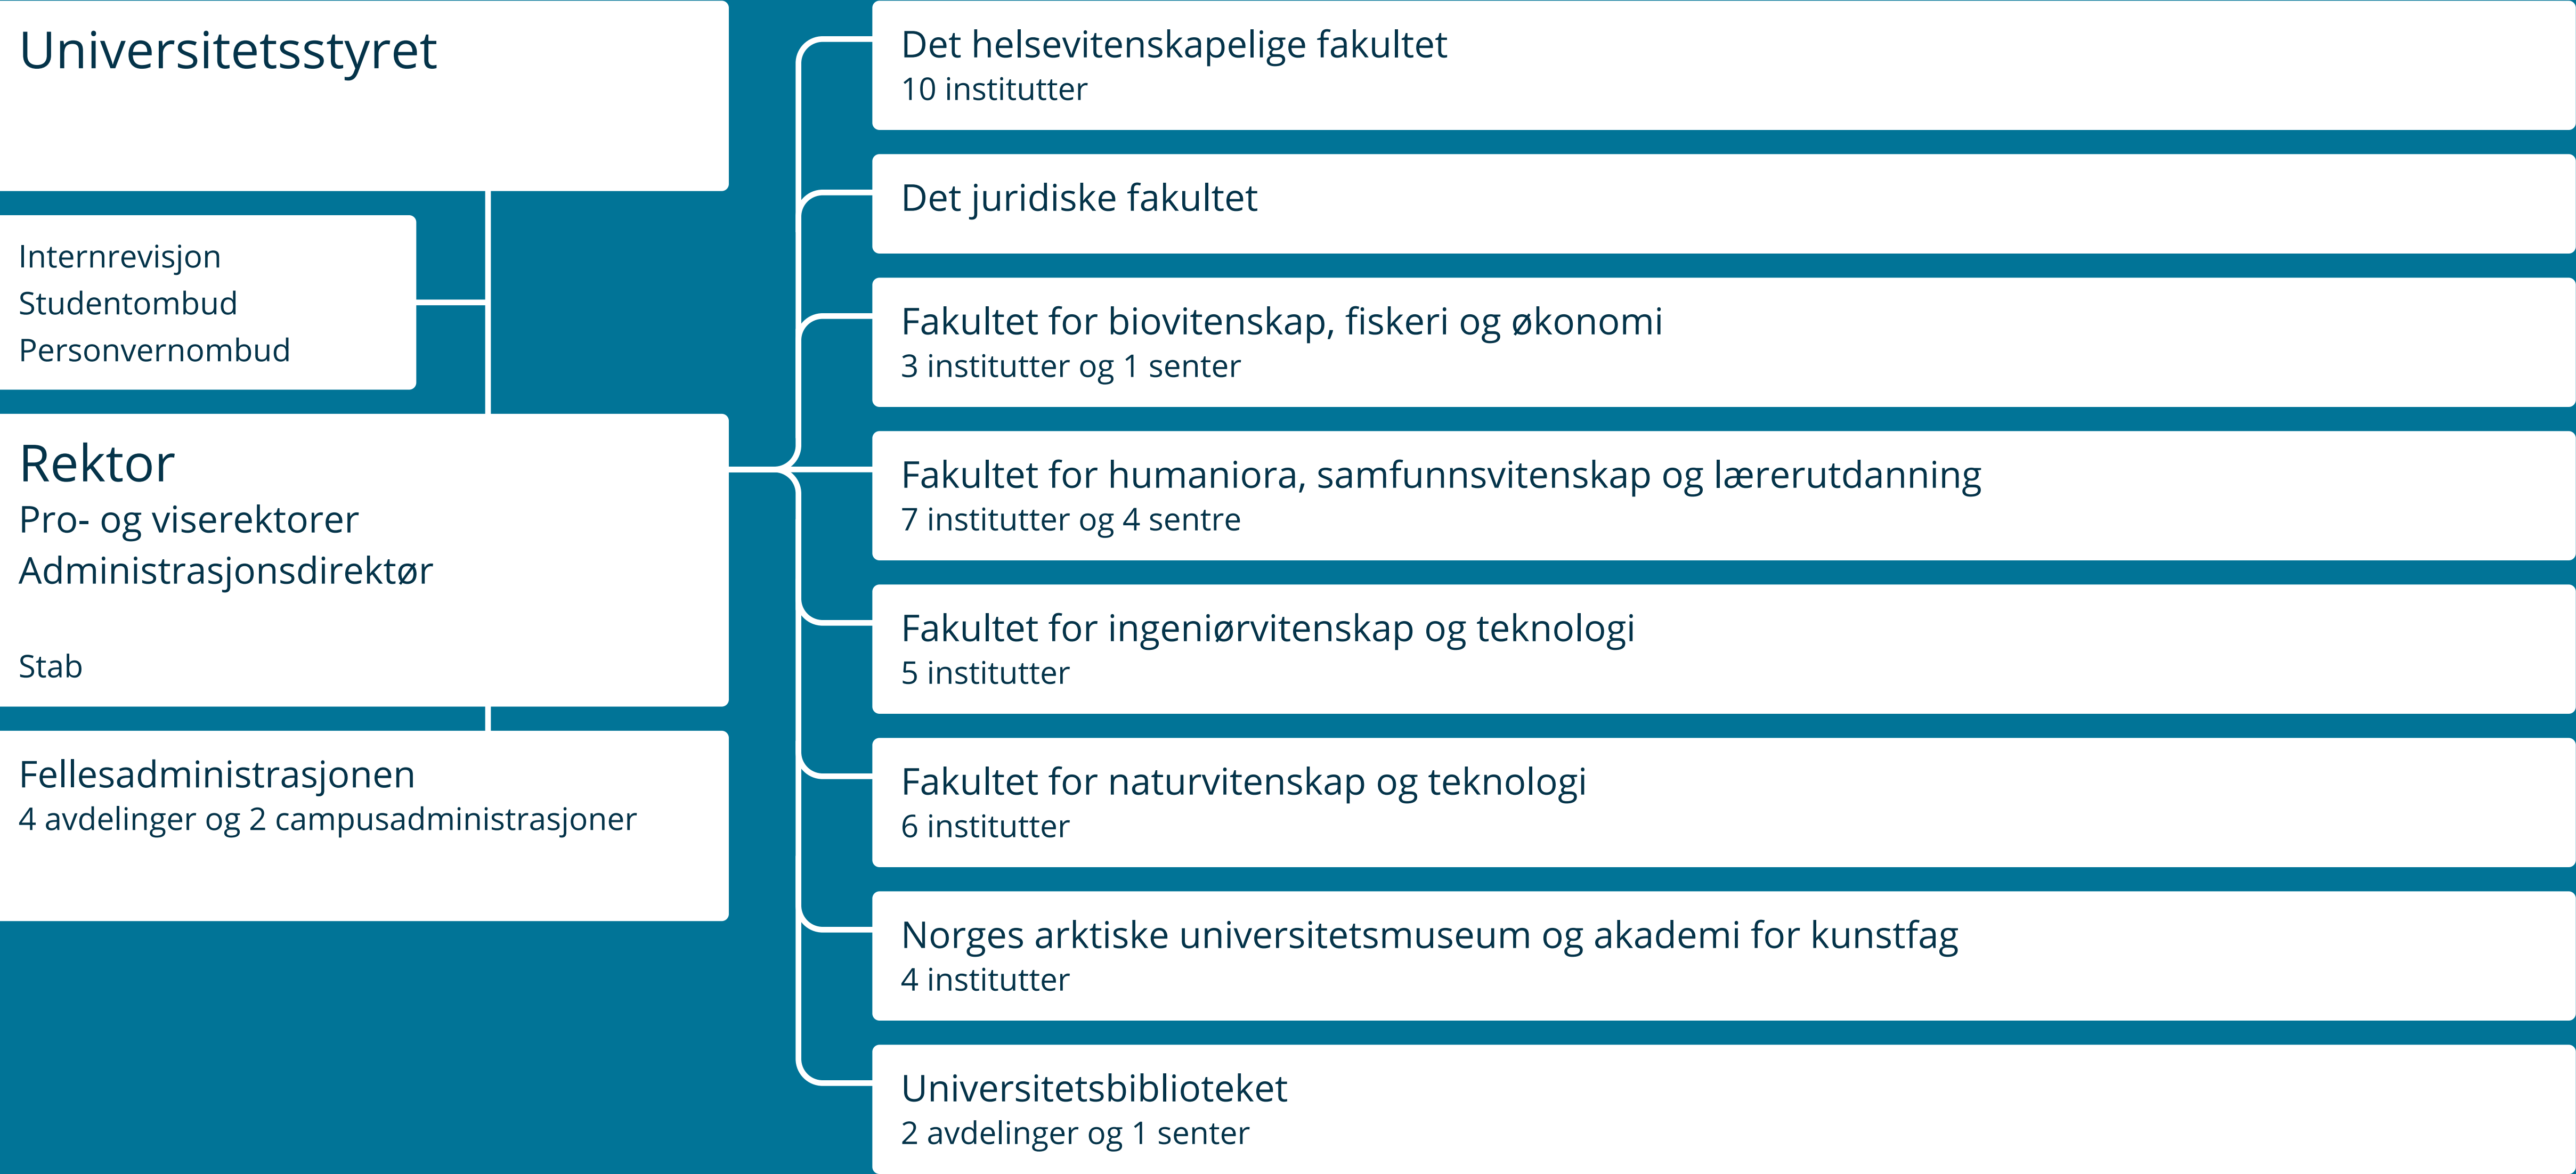 Universitetsstyret
Internrevisjon
Studentombud
Personvernombud
Rektor
Pro- og viserektorer
Administrasjonsdirektør
Stab
Fellesadministrasjonen
4 avdelinger og 2 campusadministrasjoner
Det helsevitenskapelige fakultet
10 institutter
Det juridiske fakultet
Fakultet for biovitenskap, fiskeri og økonomi
3 institutter og 1 senter
Fakultet for humaniora, samfunnsvitenskap og lærerutdanning
7 institutter og 4 sentre
Fakultet for ingeniørvitenskap og teknologi
5 institutter
Fakultet for naturvitenskap og teknologi
6 institutter
Norges arktiske universitetsmuseum og akademi for kunstfag
4 institutter
Universitetsbiblioteket
2 avdelinger og 1 senter